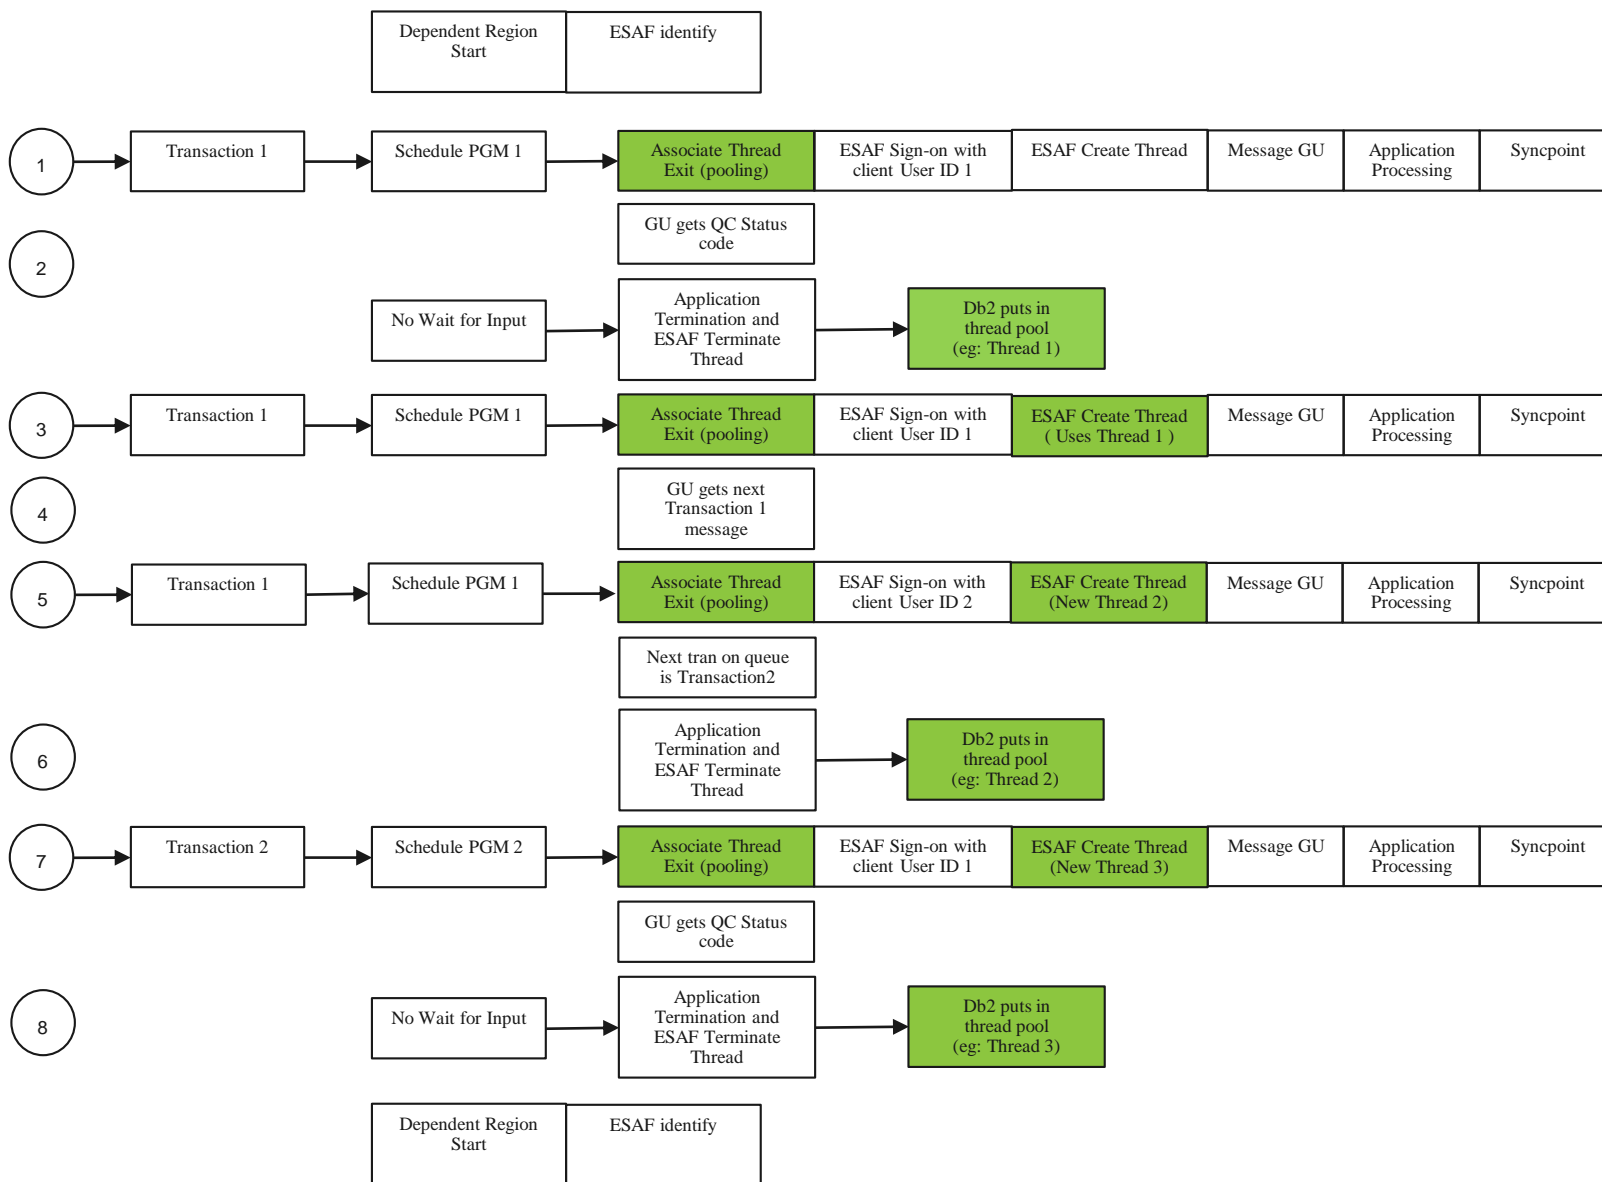 Dependent Region
Start
ESAF identify
1
Transaction 1
Schedule PGM 1
Associate Thread
Exit (pooling)
ESAF Sign-on with
client User ID 1
ESAF Create Thread
Message GU
Application
Processing
Syncpoint
2
GU gets QC Status
code
No Wait for Input
Application
Termination and
ESAF Terminate
Thread
Db2 puts in
thread pool
(eg: Thread 1)
3
Transaction 1
Schedule PGM 1
Associate Thread
Exit (pooling)
ESAF Sign-on with
client User ID 1
ESAF Create Thread
( Uses Thread 1 )
Message GU
Application
Processing
Syncpoint
4
GU gets next
Transaction 1
message
5
Transaction 1
Schedule PGM 1
Associate Thread
Exit (pooling)
ESAF Sign-on with
client User ID 2
ESAF Create Thread
(New Thread 2)
Message GU
Application
Processing
Syncpoint
Next tran on queue
is Transaction2
6
Application
Termination and
ESAF Terminate
Thread
Db2 puts in
thread pool
(eg: Thread 2)
7
Transaction 2
Schedule PGM 2
Associate Thread
Exit (pooling)
ESAF Sign-on with
client User ID 1
ESAF Create Thread
(New Thread 3)
Message GU
Application
Processing
Syncpoint
GU gets QC Status
code
8
No Wait for Input
Application
Termination and
ESAF Terminate
Thread
Db2 puts in
thread pool
(eg: Thread 3)
Dependent Region
Start
ESAF identify